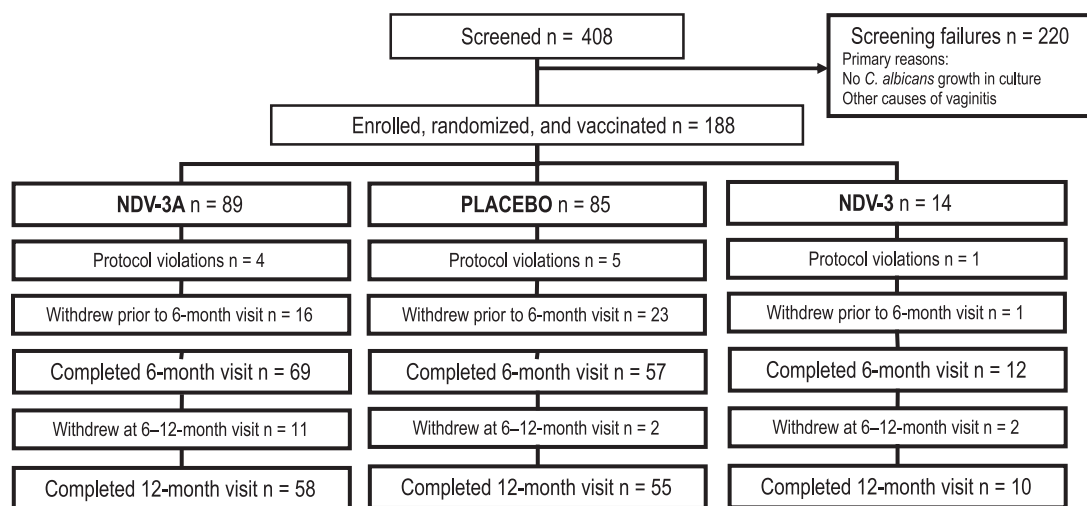 Screened n = 408
Screening failures n = 220
Primary reasons:
No C. albicans growth in culture
Other causes of vaginitis
Enrolled, randomized, and vaccinated n = 188
NDV-3A n = 89
PLACEBO n = 85
NDV-3 n = 14
Protocol violations n = 4
Protocol violations n = 5
Protocol violations n = 1
Withdrew prior to 6-month visit n = 16
Withdrew prior to 6-month visit n = 23
Withdrew prior to 6-month visit n = 1
Completed 6-month visit n = 69
Completed 6-month visit n = 57
Completed 6-month visit n = 12
Withdrew at 6–12-month visit n = 11
Withdrew at 6–12-month visit n = 2
Withdrew at 6–12-month visit n = 2
Completed 12-month visit n = 58
Completed 12-month visit n = 55
Completed 12-month visit n = 10